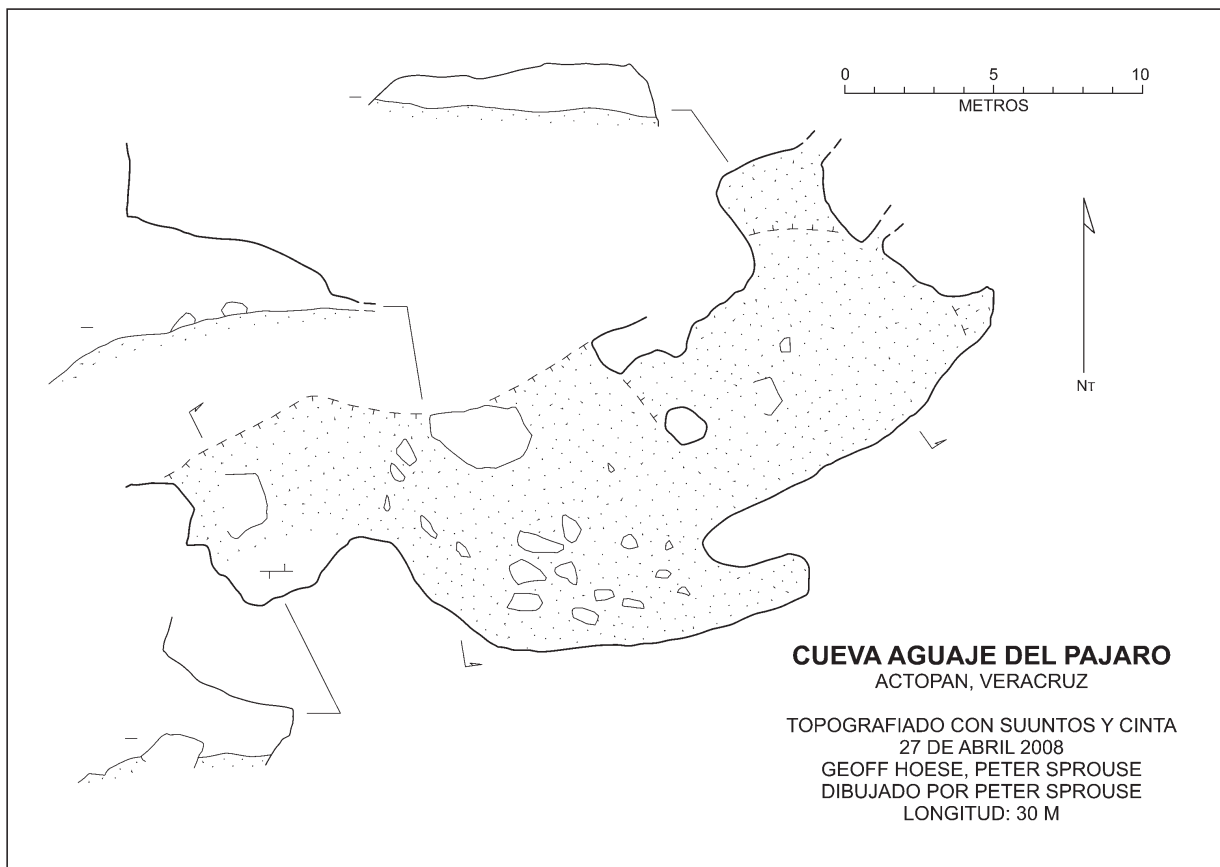 0 5 10
METROS
NT
CUEVA AGUAJE DEL PAJARO
ACTOPAN, VERACRUZ
TOPOGRAFIADO CON SUUNTOS Y CINTA
27 DE ABRIL 2008
GEOFF HOESE, PETER SPROUSE
DIBUJADO POR PETER SPROUSE
LONGITUD: 30 M